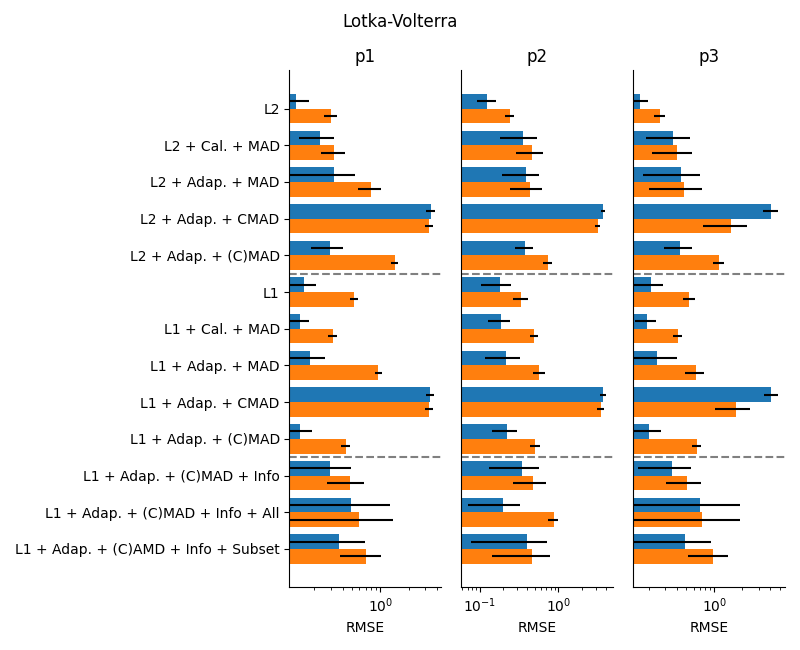 Lotka-Volterra
p1 p2 p3
L2
L2 + Cal. + MAD
L2 + Adap. + MAD
L2 + Adap. + CMAD
L2 + Adap. + (C)MAD
L1
L1 + Cal. + MAD
L1 + Adap. + MAD
L1 + Adap. + CMAD
L1 + Adap. + (C)MAD
L1 + Adap. + (C)MAD + Info
L1 + Adap. + (C)MAD + Info + All
L1 + Adap. + (C)AMD + Info + Subset
10⁰ 10⁻¹ 10⁰ 10⁰
RMSE RMSE RMSE